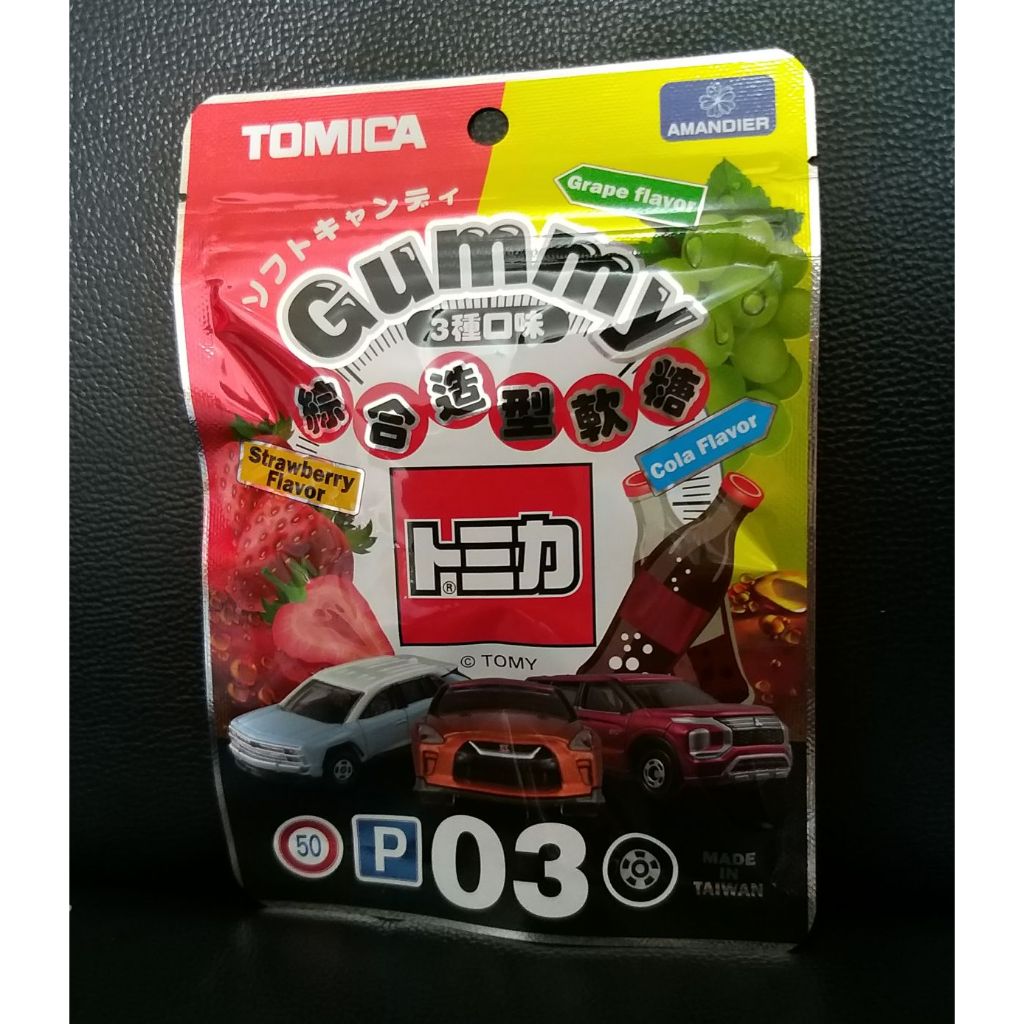 TOMICA
AMANDIER
Grape flavor
ソフトキャンディ
Gummy
3種口味
綜合造型軟糖
Strawberry
Flavor
Cola Flavor
トミカ
®
© TOMY
50
P
03
MADE
IN
TAIWAN